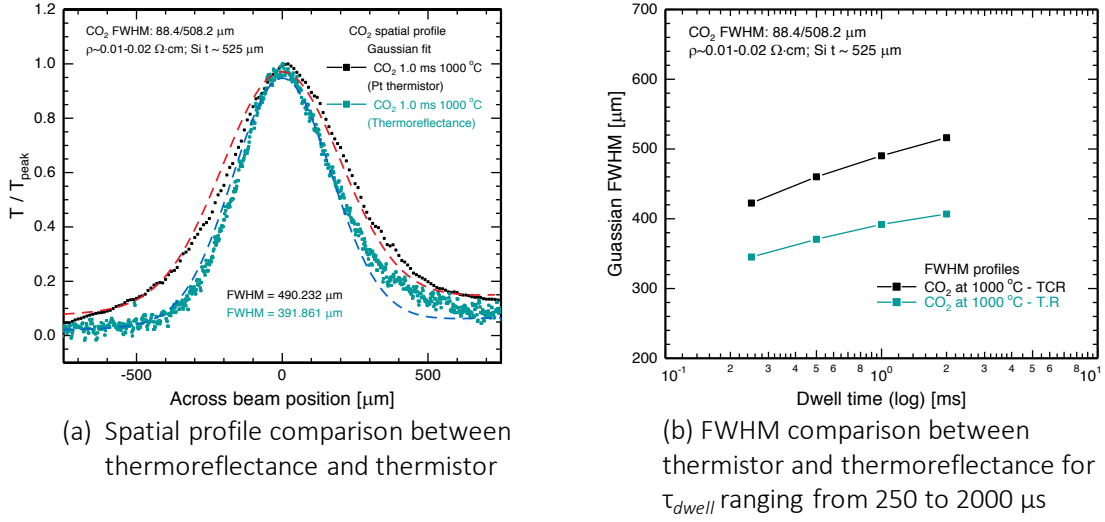 CO₂ FWHM: 88.4/508.2 μm
ρ~0.01-0.02 Ω·cm; Si t ~ 525 μm
CO₂ spatial profile
Gaussian fit
CO₂ 1.0 ms 1000 °C
(Pt thermistor)
CO₂ 1.0 ms 1000 °C
(Thermoreflectance)
1.0
0.8
0.6
0.4
0.2
0.0
T / Tpeak
FWHM = 490.232 μm
FWHM = 391.861 μm
-500
0
500
Across beam position [μm]
(a) Spatial profile comparison between
thermoreflectance and thermistor
CO₂ FWHM: 88.4/508.2 μm
ρ~0.01-0.02 Ω·cm; Si t ~ 525 μm
700
600
500
400
300
200
Guassian FWHM [μm]
FWHM profiles
CO₂ at 1000 °C - TCR
CO₂ at 1000 °C - T.R
10⁻¹ 2 4 6 8 10⁰ 2 4 6 8 10¹
Dwell time (log) [ms]
(b) FWHM comparison between
thermistor and thermoreflectance for
τdwell ranging from 250 to 2000 μs